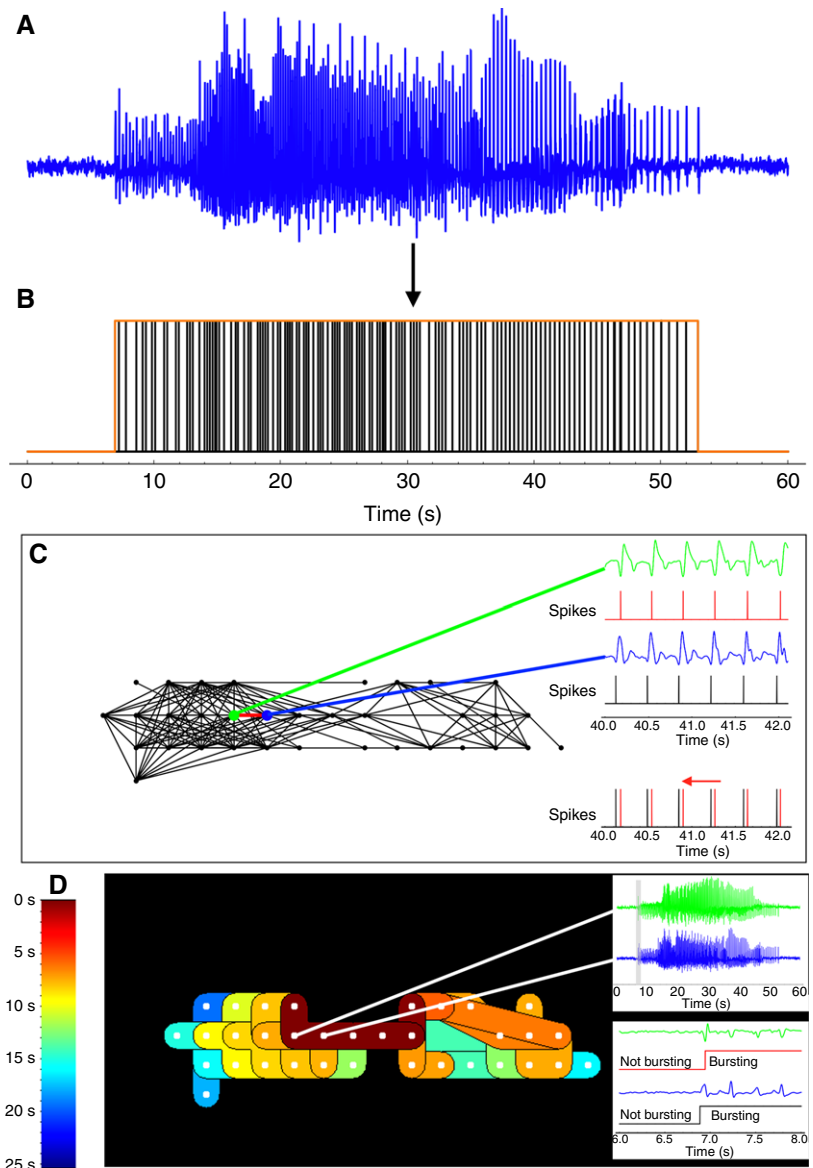 A
B
0 10 20 30 40 50 60
Time (s)
C
Spikes
Spikes
40.0 40.5 41.0 41.5 42.0
Time (s)
Spikes
40.0 40.5 41.0 41.5 42.0
Time (s)
D
0 s
5 s
10 s
15 s
20 s
25 s
0 10 20 30 40 50 60
Time (s)
Not bursting Bursting
Not bursting Bursting
6.0 6.5 7.0 7.5 8.0
Time (s)